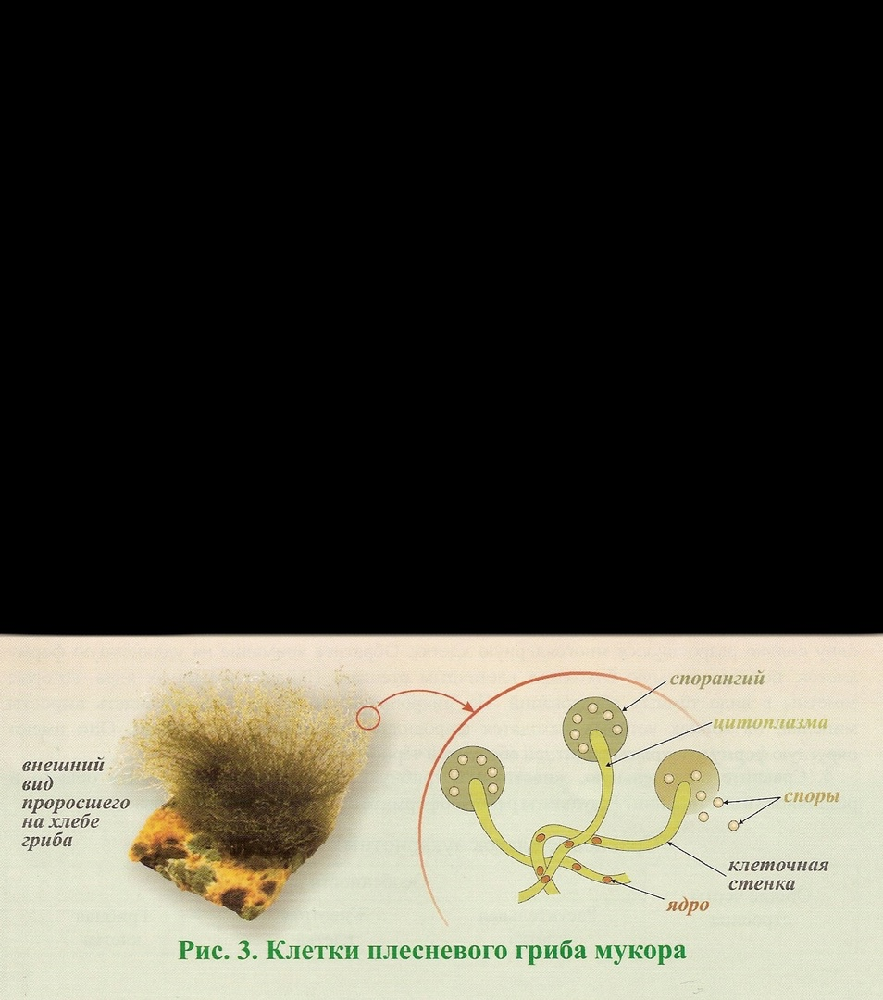 спорангий
цитоплазма
внешний
вид
проросшего
на хлебе
гриба
споры
клеточная
стенка
ядро
Рис. 3. Клетки плесневого гриба мукора